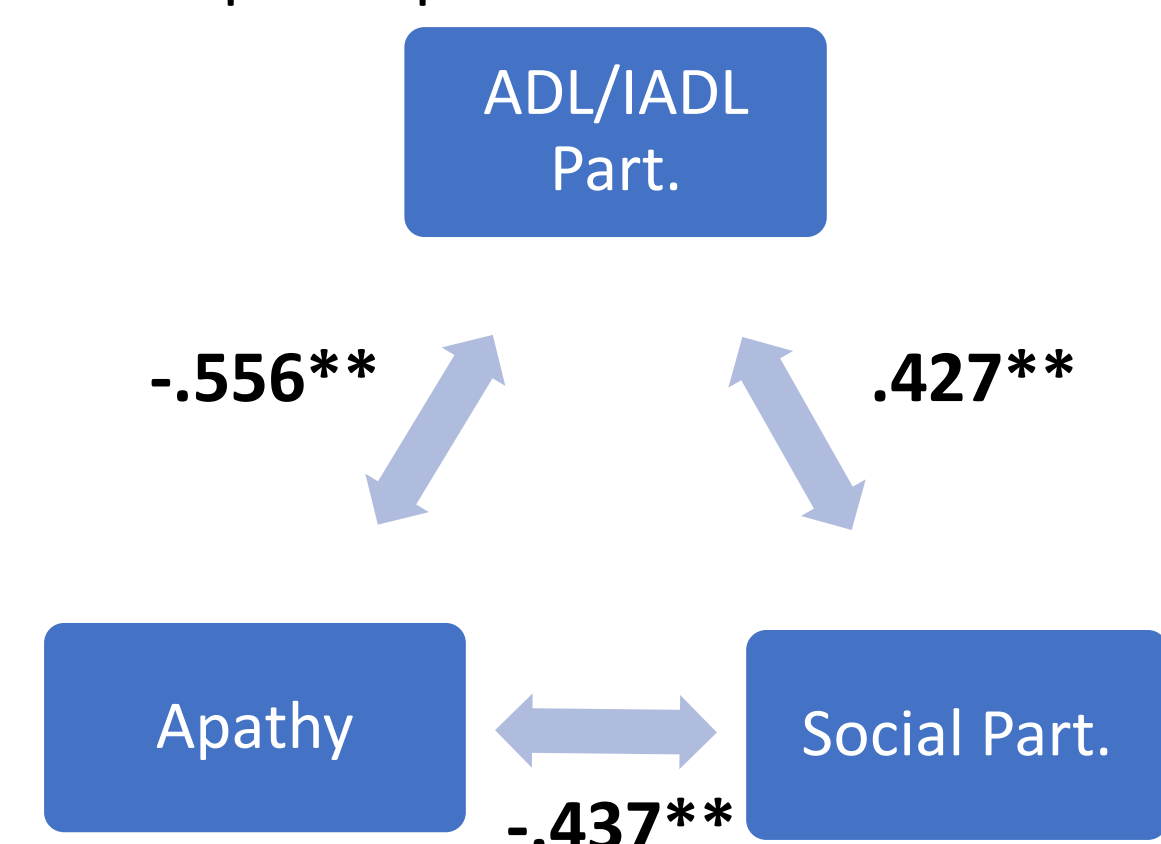 ADL/IADL
Part.
-.556**
.427**
Apathy
Social Part.
-.437**